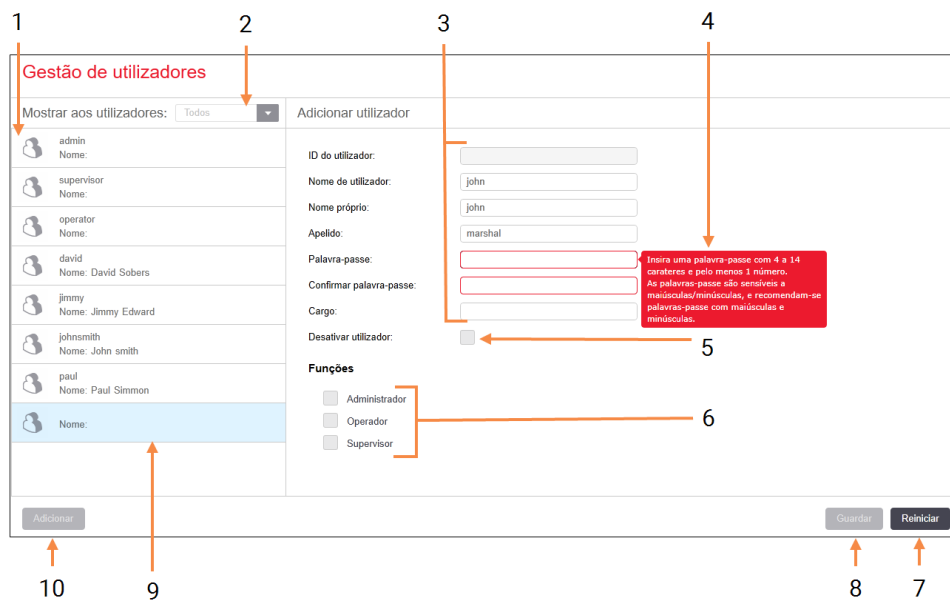 1
2
3
4
Gestão de utilizadores
Mostrar aos utilizadores:
Todos
Adicionar utilizador
admin
Nome:
supervisor
Nome:
operator
Nome:
david
Nome: David Sobers
jimmy
Nome: Jimmy Edward
johnsmith
Nome: John smith
paul
Nome: Paul Simmon
Nome:
ID do utilizador:
Nome de utilizador:
john
Nome próprio:
john
Apelido:
marshal
Palavra-passe:
Confirmar palavra-passe:
Cargo:
Desativar utilizador:
Insira uma palavra-passe com 4 a 14
carateres e pelo menos 1 número.
As palavras-passe são sensíveis a
maiúsculas/minúsculas, e recomendam-se
palavras-passe com maiúsculas e
minúsculas.
5
Funções
Administrador
Operador
Supervisor
6
Adicionar
Guardar
Reiniciar
10
9
8
7